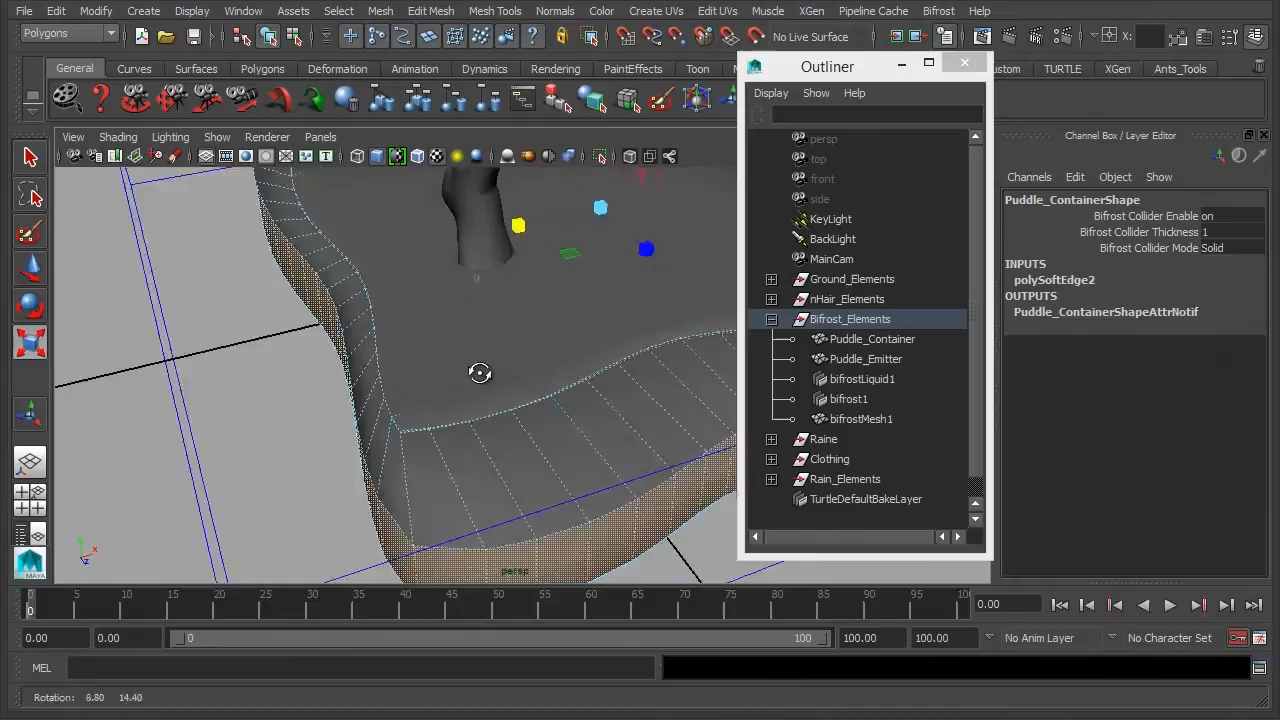 File Edit Modify Create Display Window Assets Select Mesh Edit Mesh Mesh Tools Normals Color Create UVs Edit UVs Muscle XGen Pipeline Cache Bifrost Help
Polygons No Live Surface X:
General Curves Surfaces Polygons Deformation Animation Dynamics Rendering PaintEffects Toon ustom TURTLE XGen Ants_Tools
View Shading Lighting Show Renderer Panels
persp
Outliner
Display Show Help
persp
top
front
side
KeyLight
BackLight
MainCam
Ground_Elements
nHair_Elements
Bifrost_Elements
Puddle_Container
Puddle_Emitter
bifrostLiquid1
bifrost1
bifrostMesh1
Raine
Clothing
Rain_Elements
TurtleDefaultBakeLayer
Channel Box / Layer Editor
Channels Edit Object Show
Puddle_ContainerShape
Bifrost Collider Enable on
Bifrost Collider Thickness 1
Bifrost Collider Mode Solid
INPUTS
polySoftEdge2
OUTPUTS
Puddle_ContainerShapeAttrNotif
0 5 10 15 20 25 30 35 40 45 50 55 60 65 70 75 80 85 90 95 100
0 0.00
0.00 0.00 0 100 100.00 100.00 No Anim Layer No Character Set
MEL
Rotation: 6.80 14.40